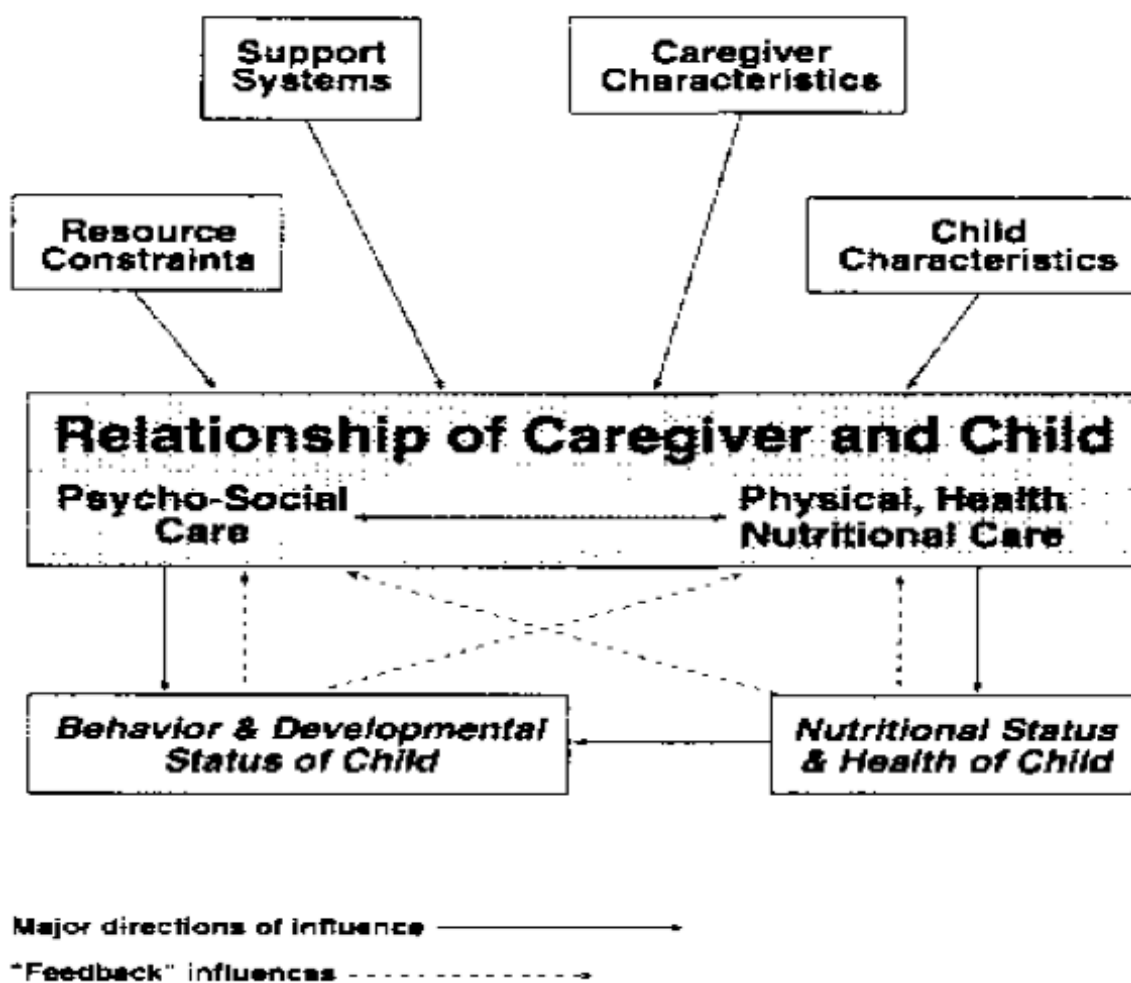 Support
Systems
Caregiver
Characteristics
Resource
Constraints
Child
Characteristics
Relationship of Caregiver and Child
Psycho-Social
Care
Physical, Health
Nutritional Care
Behavior & Developmental
Status of Child
Nutritional Status
& Health of Child
Major directions of influence
"Feedback" influences